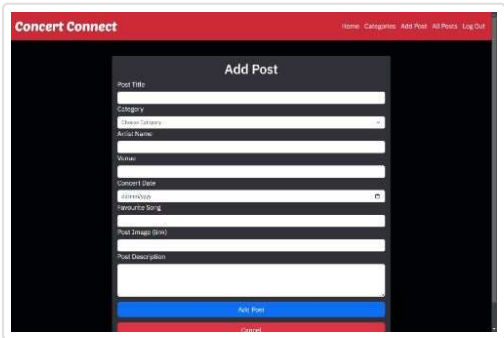 Concert Connect
Home Categories Add Post All Posts Log Out
Add Post
Post Title
Category
Choose Category
Artist Name
Venue
Concert Date
dd/mm/yyyy
Favourite Song
Post Image (link)
Post Description
Add Post
Cancel